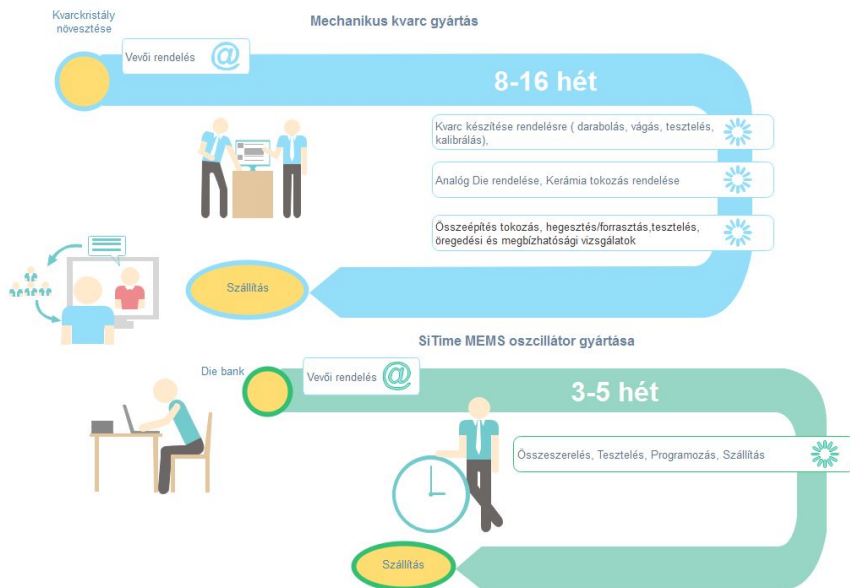 Kvarckristály
növesztése
Mechanikus kvarc gyártás
Vevői rendelés @
8-16 hét
Kvarc készítése rendelésre ( darabolás, vágás, tesztelés,
kalibrálás),
Analóg Die rendelése, Kerámia tokozás rendelése
Összeépítés tokozás, hegesztés/forrasztás,tesztelés,
öregedési és megbízhatósági vizsgálatok
Szállítás
SiTime MEMS oszcillátor gyártása
Die bank
Vevői rendelés @
3-5 hét
Összeszerelés, Tesztelés, Programozás, Szállítás
Szállítás